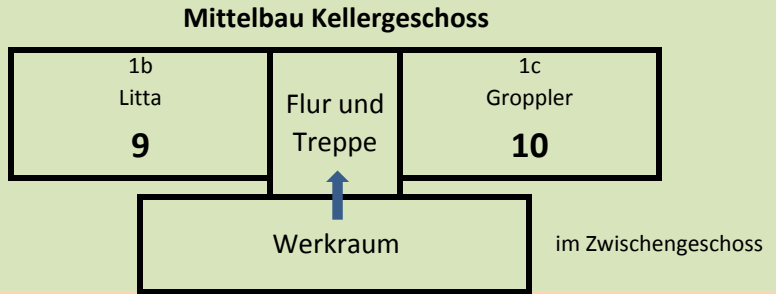 Mittelbau Kellergeschoss
1b
Litta
9
Flur und
Treppe
1c
Groppler
10
Werkraum
im Zwischengeschoss